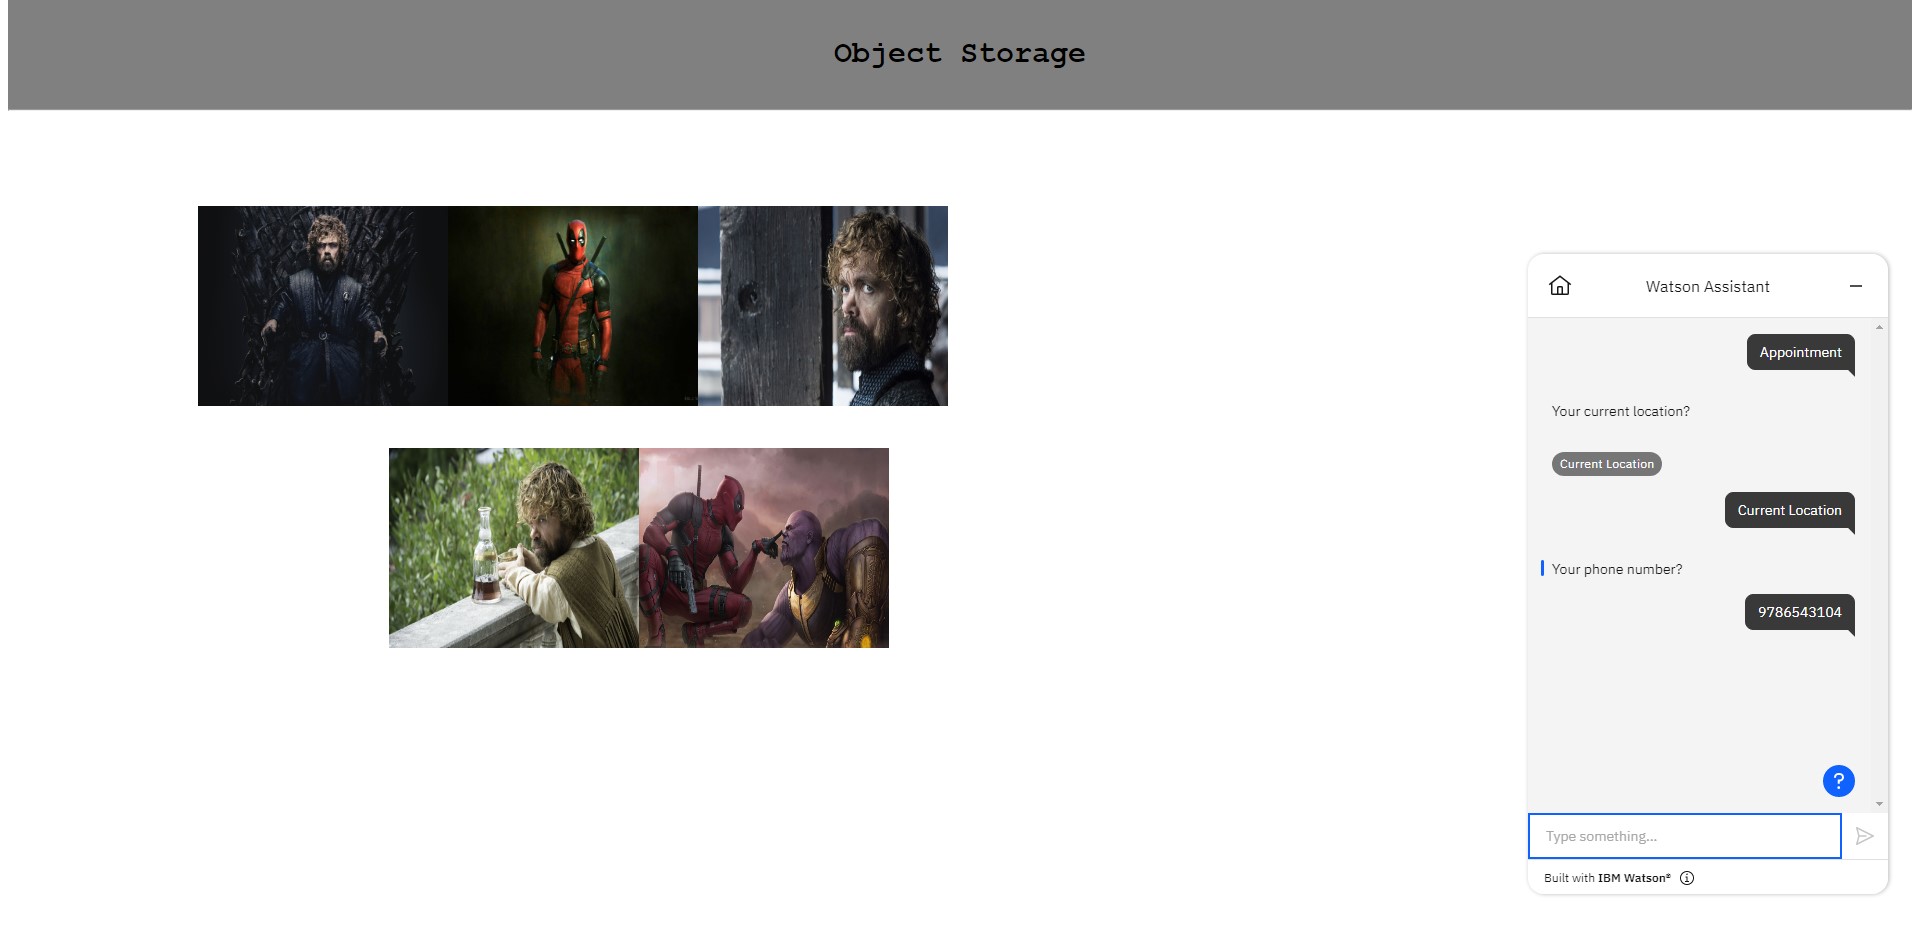 Object Storage
Watson Assistant
Appointment
Your current location?
Current Location
Current Location
Your phone number?
9786543104
?
Type something...
Built with IBM Watson®